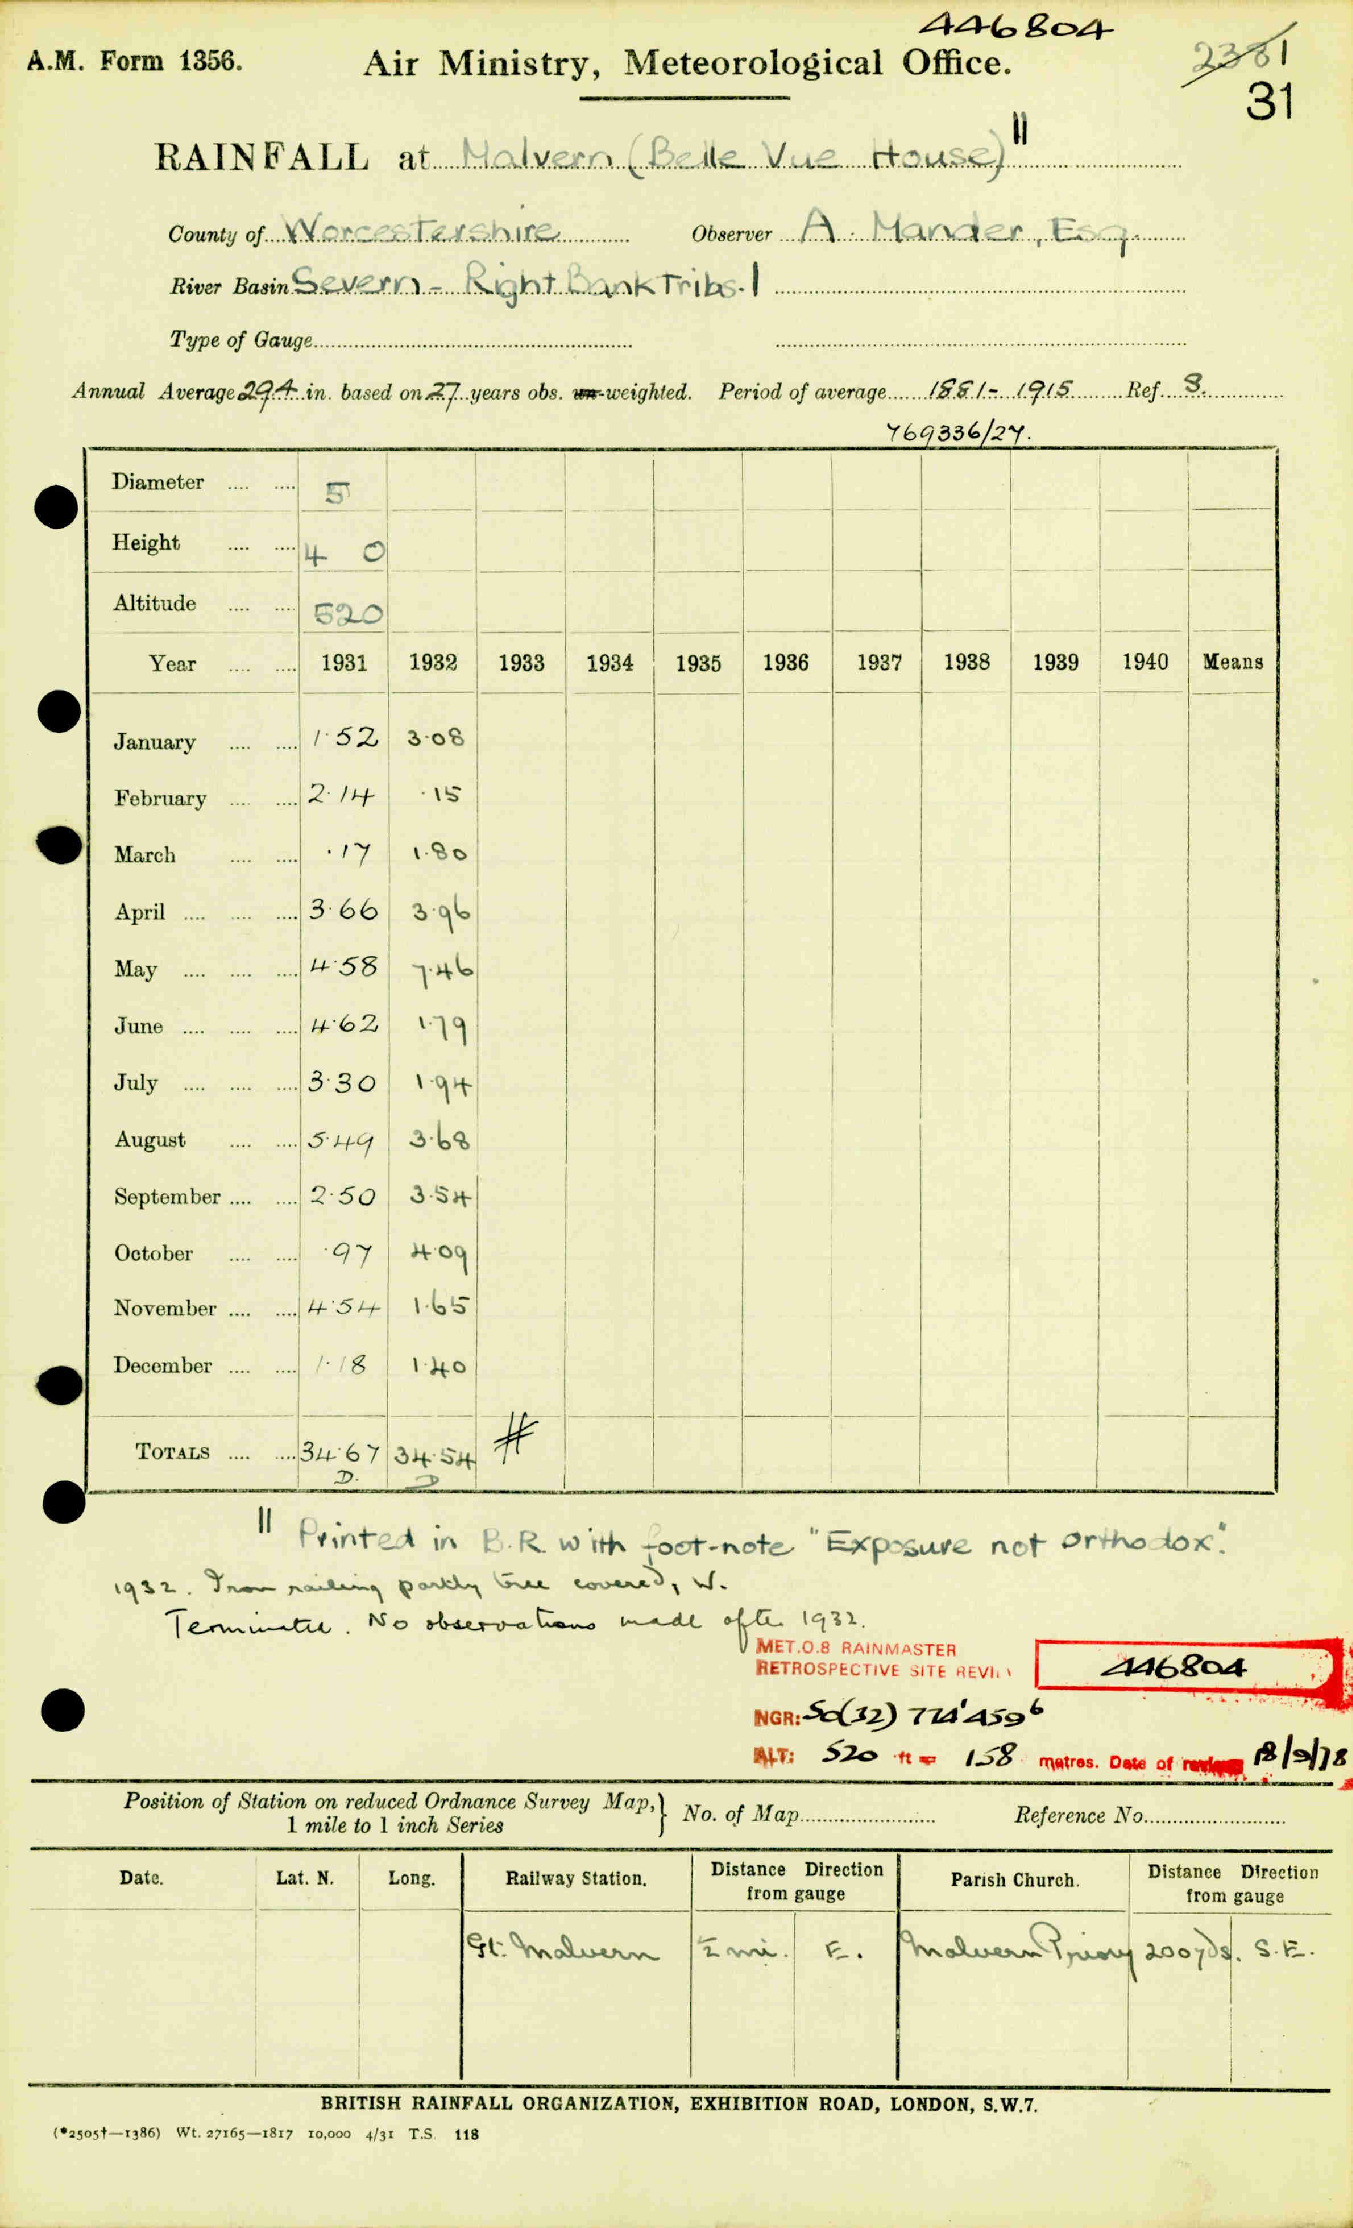 446804
A.M. Form 1356. Air Ministry, Meteorological Office. 2381
31
RAINFALL at Malvern (Belle Vue House) ||
County of Worcestershire Observer A. Mander, Esq.
River Basin Severn - Right Bank Tribs. 1
Type of Gauge
Annual Average 29.4 in. based on 27 years obs. un-weighted. Period of average 1881-1915 Ref. 8.
769336/27.
Diameter .... .... 5
Height .... .... 4 0
Altitude .... .... 520
Year .... .... 1931 1932 1933 1934 1935 1936 1937 1938 1939 1940 Means
January .... .... 1.52 3.08
February .... .... 2.14 .15
March .... .... .17 1.80
April .... .... .... 3.66 3.96
May .... .... .... 4.58 7.46
June .... .... .... 4.62 1.79
July .... .... .... 3.30 1.94
August .... .... 5.49 3.68
September .... .... 2.50 3.54
October .... .... .97 4.09
November .... .... 4.54 1.65
December .... .... 1.18 1.40
TOTALS .... .... 34.67 34.54 #
D. D
|| Printed in B.R. with foot-note "Exposure not orthodox".
1932. Iron railing partly tree covered, W.
Terminated. No observations made after 1932.
MET.O.8 RAINMASTER
RETROSPECTIVE SITE REVI 446804
NGR: SO(32) 774' 459 6
ALT: 520 ft = 158 metres. Date of review 18/9/78
Position of Station on reduced Ordnance Survey Map,} No. of Map Reference No.
1 mile to 1 inch Series
Date. Lat. N. Long. Railway Station. Distance Direction from gauge Parish Church. Distance Direction from gauge
Gt. Malvern ½ mi. E. Malvern Priory 200 yds. S.E.
BRITISH RAINFALL ORGANIZATION, EXHIBITION ROAD, LONDON, S.W.7.
(*2505†—1386) Wt. 27165—1817 10,000 4/31 T.S. 118